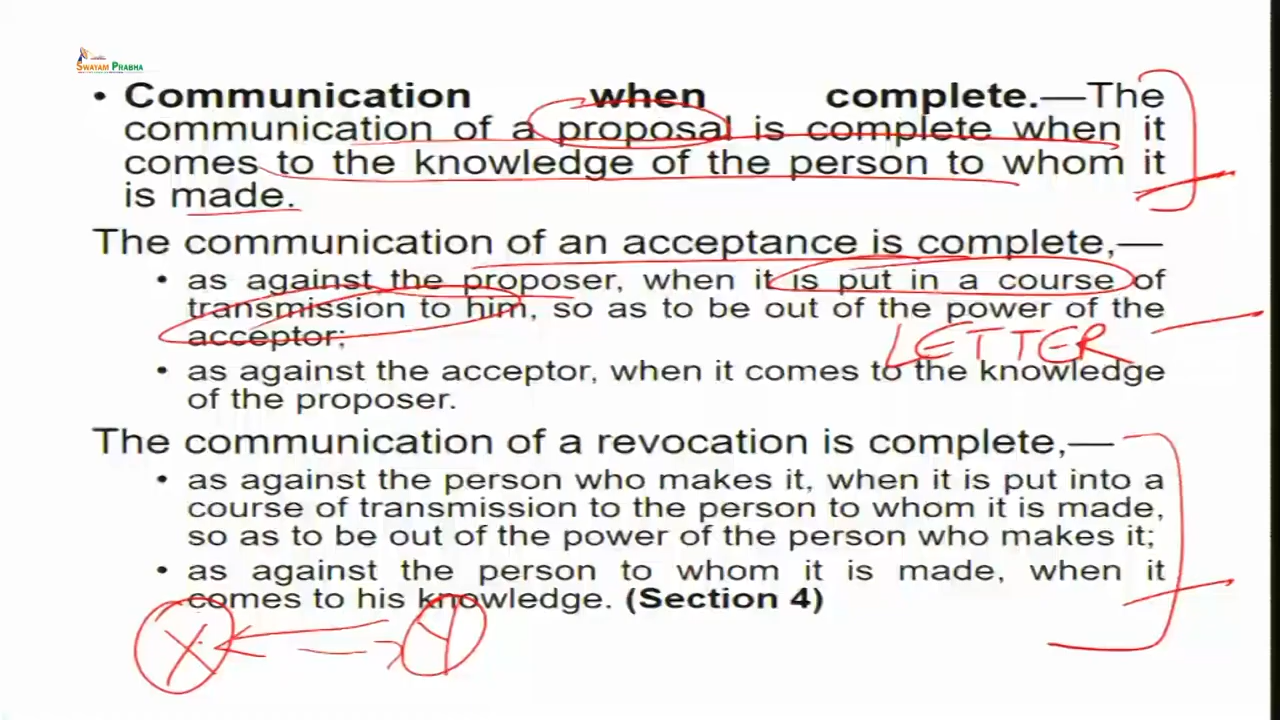 SWAYAM PRABHA
• Communication when complete.—The
communication of a proposal is complete when it
comes to the knowledge of the person to whom it
is made.
The communication of an acceptance is complete,—
• as against the proposer, when it is put in a course of
transmission to him, so as to be out of the power of the
acceptor;
LETTER
• as against the acceptor, when it comes to the knowledge
of the proposer.
The communication of a revocation is complete,—
• as against the person who makes it, when it is put into a
course of transmission to the person to whom it is made,
so as to be out of the power of the person who makes it;
• as against the person to whom it is made, when it
comes to his knowledge. (Section 4)
X Y